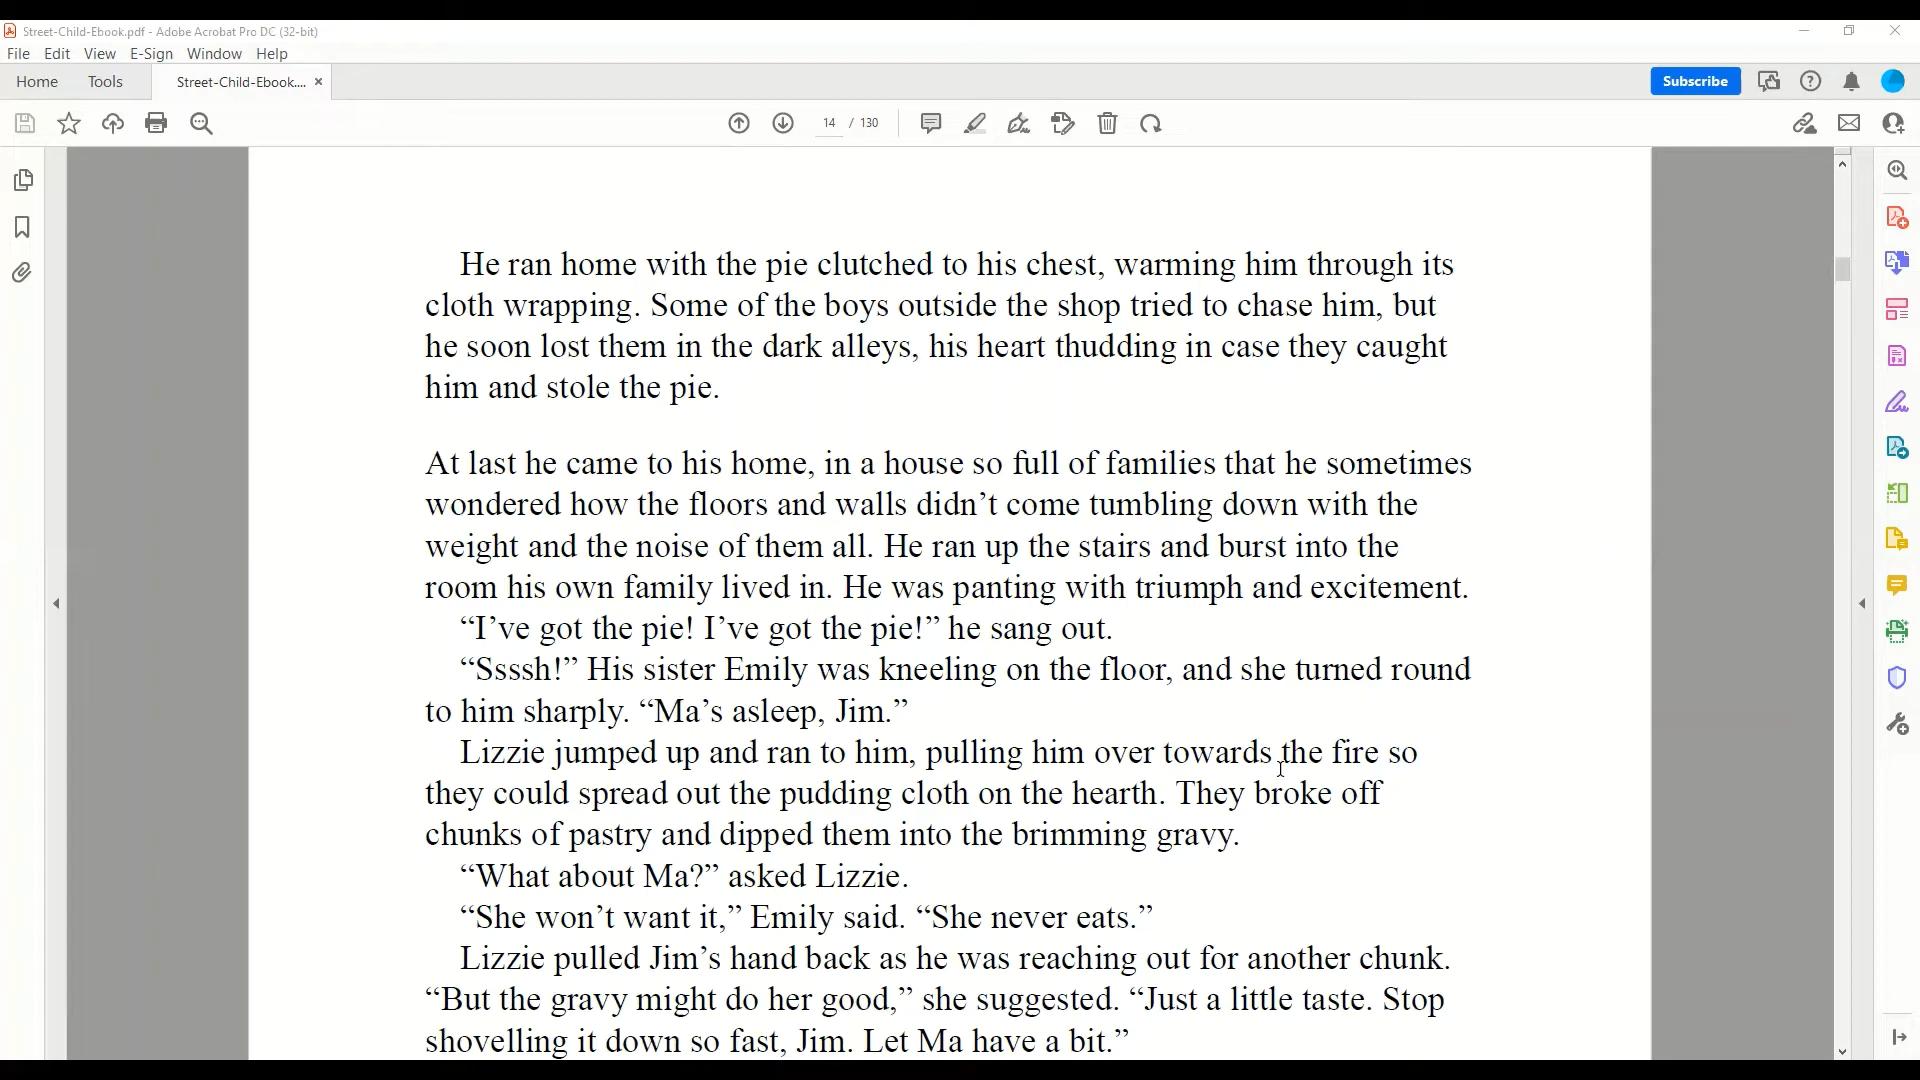 Street-Child-Ebook.pdf - Adobe Acrobat Pro DC (32-bit)
File Edit View E-Sign Window Help
Home Tools Street-Child-Ebook.... × Subscribe
14 / 130
He ran home with the pie clutched to his chest, warming him through its
cloth wrapping. Some of the boys outside the shop tried to chase him, but
he soon lost them in the dark alleys, his heart thudding in case they caught
him and stole the pie.
At last he came to his home, in a house so full of families that he sometimes
wondered how the floors and walls didn’t come tumbling down with the
weight and the noise of them all. He ran up the stairs and burst into the
room his own family lived in. He was panting with triumph and excitement.
“I’ve got the pie! I’ve got the pie!” he sang out.
“Ssssh!” His sister Emily was kneeling on the floor, and she turned round
to him sharply. “Ma’s asleep, Jim.”
Lizzie jumped up and ran to him, pulling him over towards the fire so
they could spread out the pudding cloth on the hearth. They broke off
chunks of pastry and dipped them into the brimming gravy.
“What about Ma?” asked Lizzie.
“She won’t want it,” Emily said. “She never eats.”
Lizzie pulled Jim’s hand back as he was reaching out for another chunk.
“But the gravy might do her good,” she suggested. “Just a little taste. Stop
shovelling it down so fast, Jim. Let Ma have a bit.”